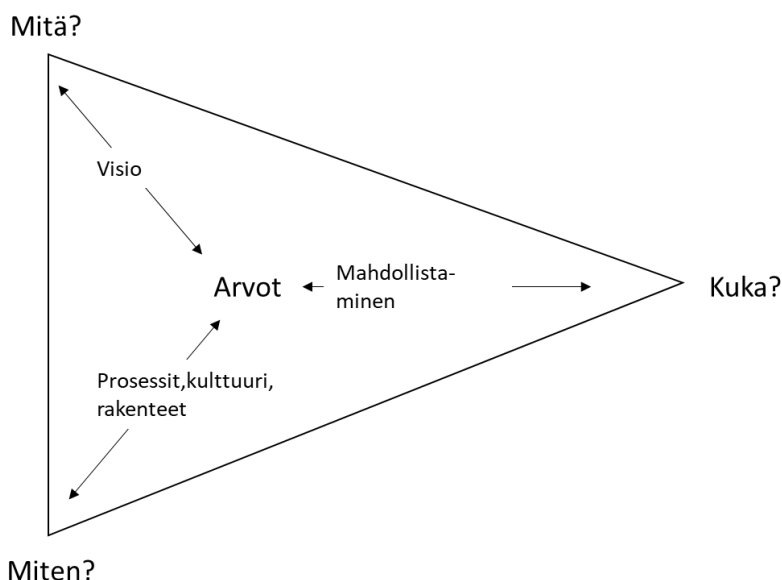 Mitä?
Visio
Arvot
Mahdollista-
minen
Kuka?
Prosessit,kulttuuri,
rakenteet
Miten?